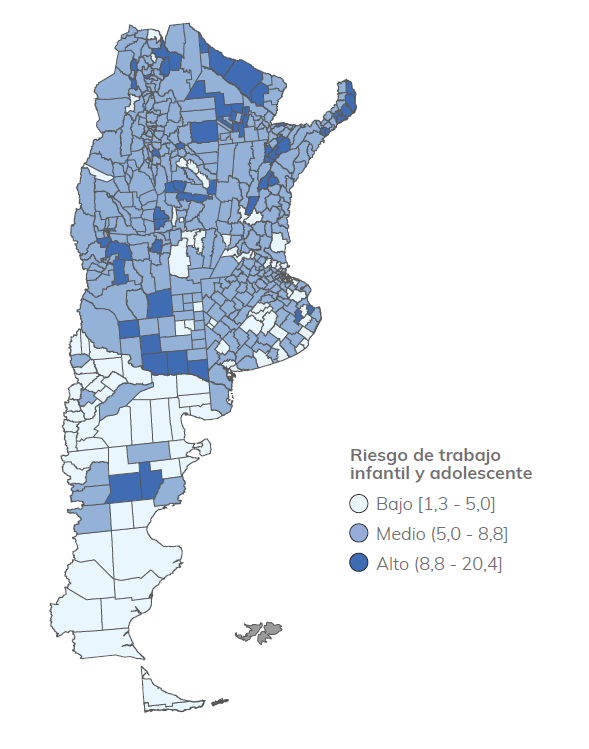 Riesgo de trabajo
infantil y adolescente
Bajo [1,3 - 5,0]
Medio (5,0 - 8,8]
Alto (8,8 - 20,4]